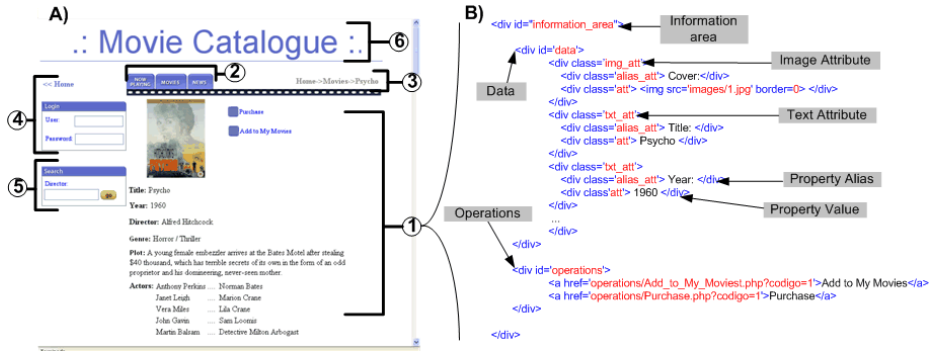 A)
.: Movie Catalogue :.
6
2
NOW PLAYING
MOVIES
NEWS
Home->Movies->Psycho
3
<< Home
4
Login
User:
Password:
5
Search
Director
go
Purchase
Add to My Movies
1
Title: Psycho
Year: 1960
Director: Alfred Hitchcock
Genre: Horror / Thriller
Plot: A young female embezzler arrives at the Bates Motel after stealing
$40 thousand, which has terrible secrets of its own in the form of an odd
proprietor and his domineering, never-seen mother.
Actors: Anthony Perkins .... Norman Bates
Janet Leigh .... Marion Crane
Vera Miles .... Lila Crane
John Gavin .... Sam Loomis
Martin Balsam .... Detective Milton Arbogast
B)
<div id="information_area">
Information
area
<div id='data'>
Data
<div class='img_att'>
Image Attribute
<div class='alias_att'> Cover:</div>
<div class='att'> <img src='images/1.jpg' border=0> </div>
</div>
<div class='txt_att'>
Text Attribute
<div class='alias_att'> Title: </div>
<div class='att'> Psycho </div>
</div>
<div class='txt_att'>
<div class='alias_att'> Year: </div>
Property Alias
<div class'att'> 1960 </div>
Property Value
</div>
...
</div>
</div>
Operations
<div id='operations'>
<a href='operations/Add_to_My_Moviest.php?codigo=1'>Add to My Movies</a>
<a href='operations/Purchase.php?codigo=1'>Purchase</a>
</div>
</div>